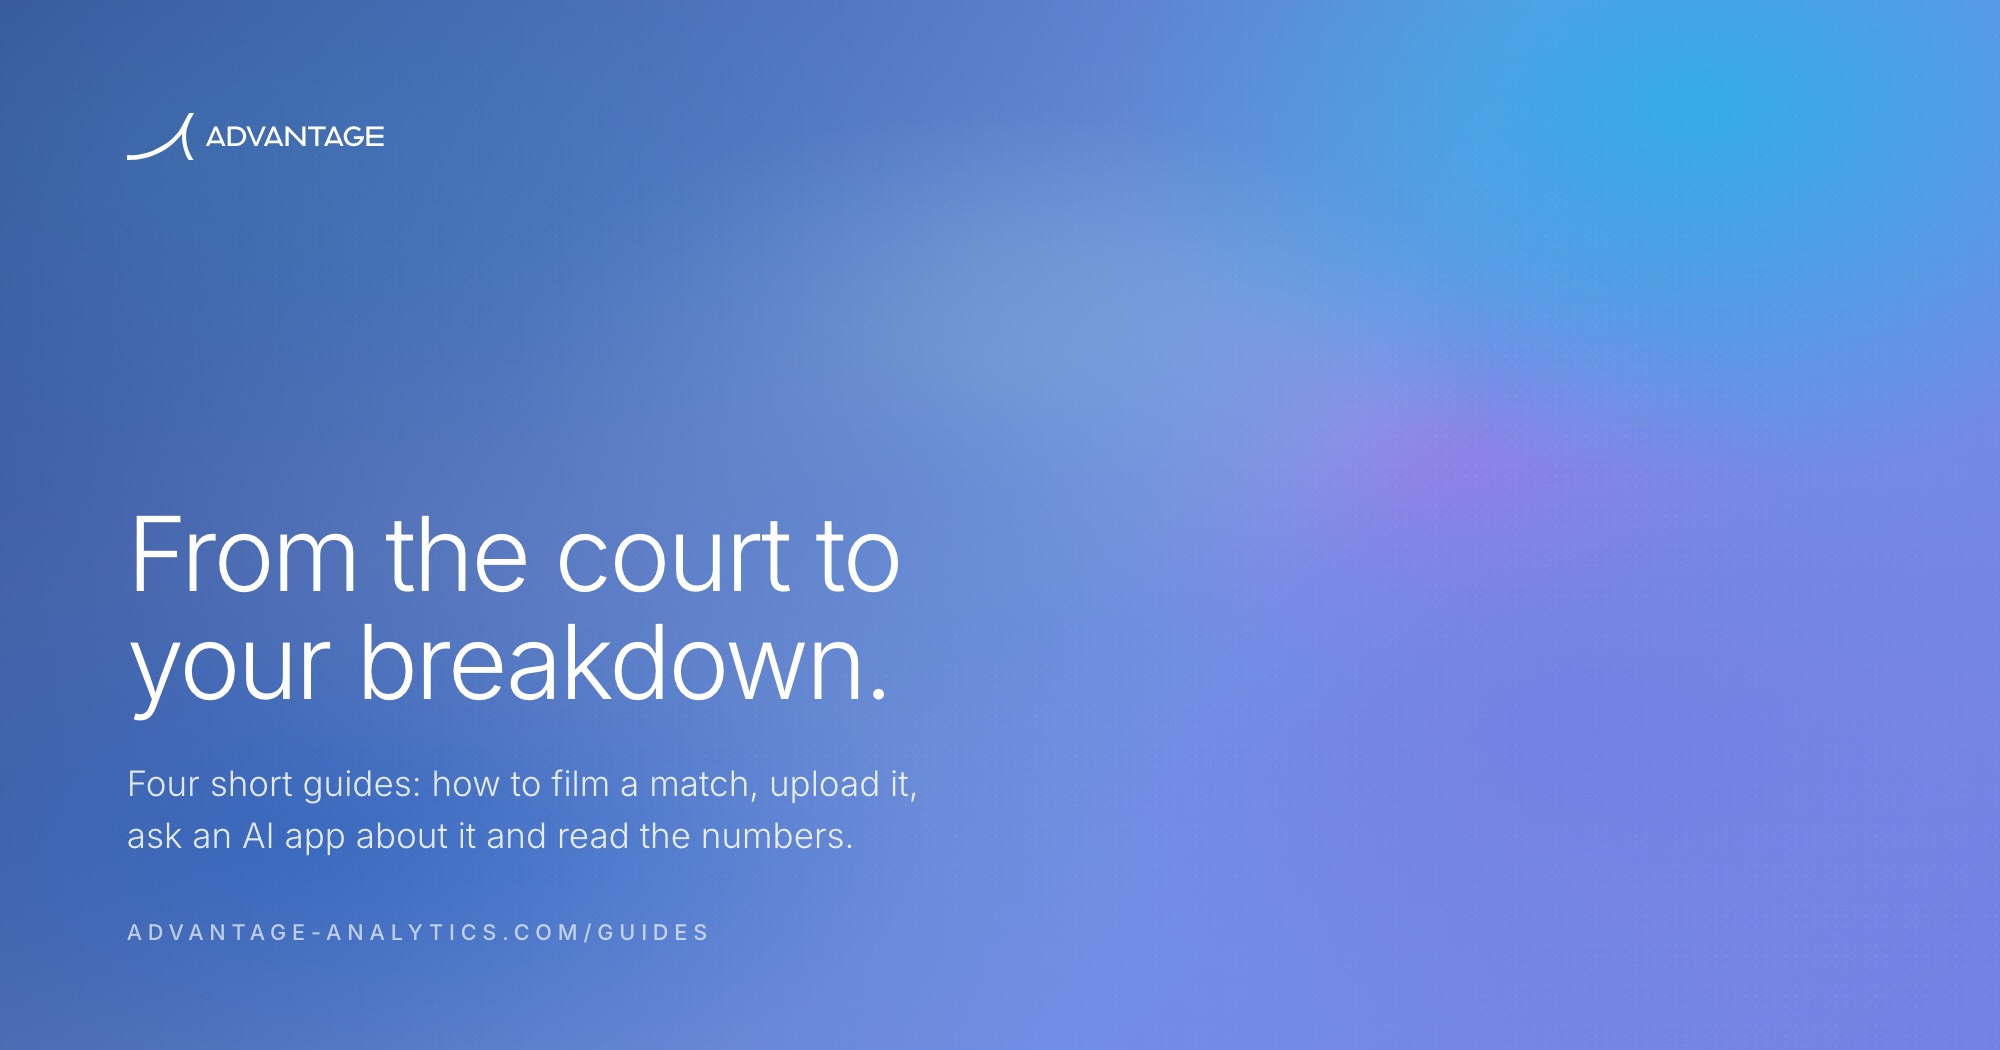 ADVANTAGE
From the court to
your breakdown.
Four short guides: how to film a match, upload it,
ask an AI app about it and read the numbers.
ADVANTAGE-ANALYTICS.COM/GUIDES